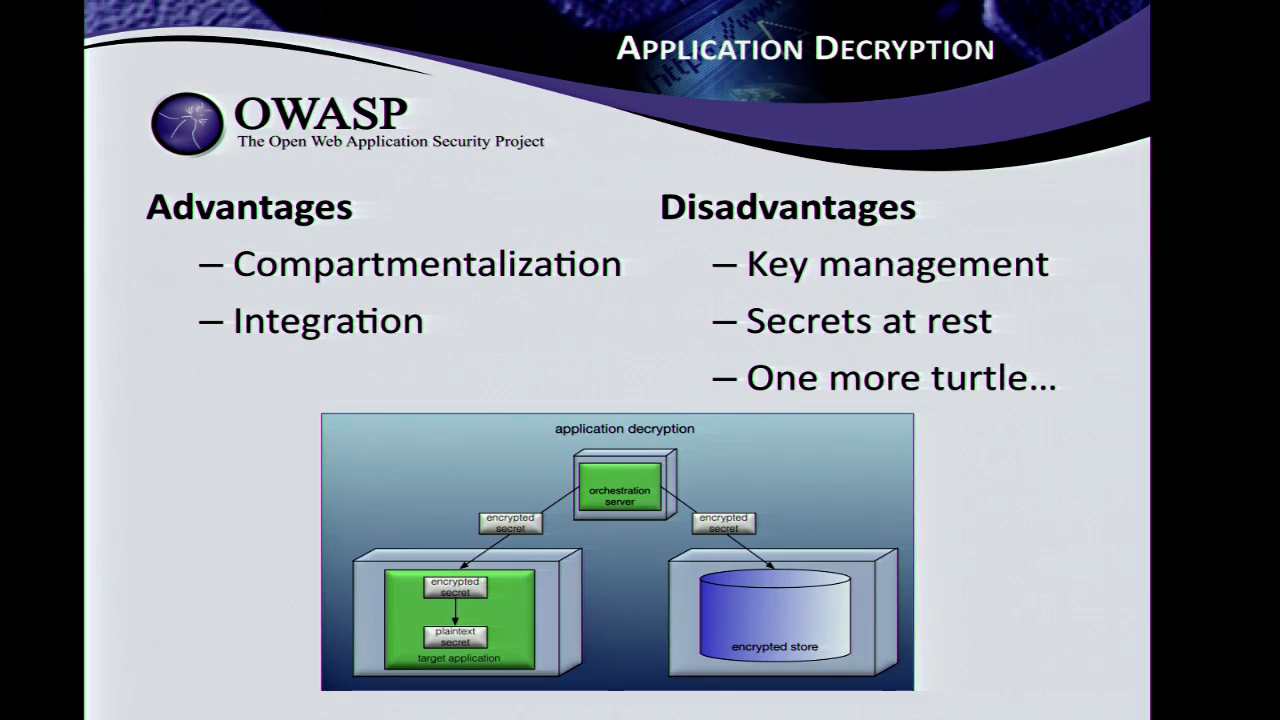 APPLICATION DECRYPTION
OWASP
The Open Web Application Security Project
Advantages
– Compartmentalization
– Integration
Disadvantages
– Key management
– Secrets at rest
– One more turtle...
application decryption
orchestration
server
encrypted
secret
encrypted
secret
encrypted
secret
plaintext
secret
target application
encrypted store